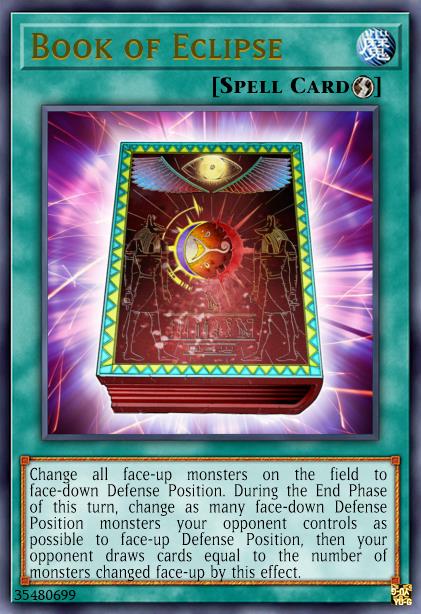 BOOK OF ECLIPSE
[SPELL CARD]
Change all face-up monsters on the field to
face-down Defense Position. During the End Phase
of this turn, change as many face-down Defense
Position monsters your opponent controls as
possible to face-up Defense Position, then your
opponent draws cards equal to the number of
monsters changed face-up by this effect.
35480699